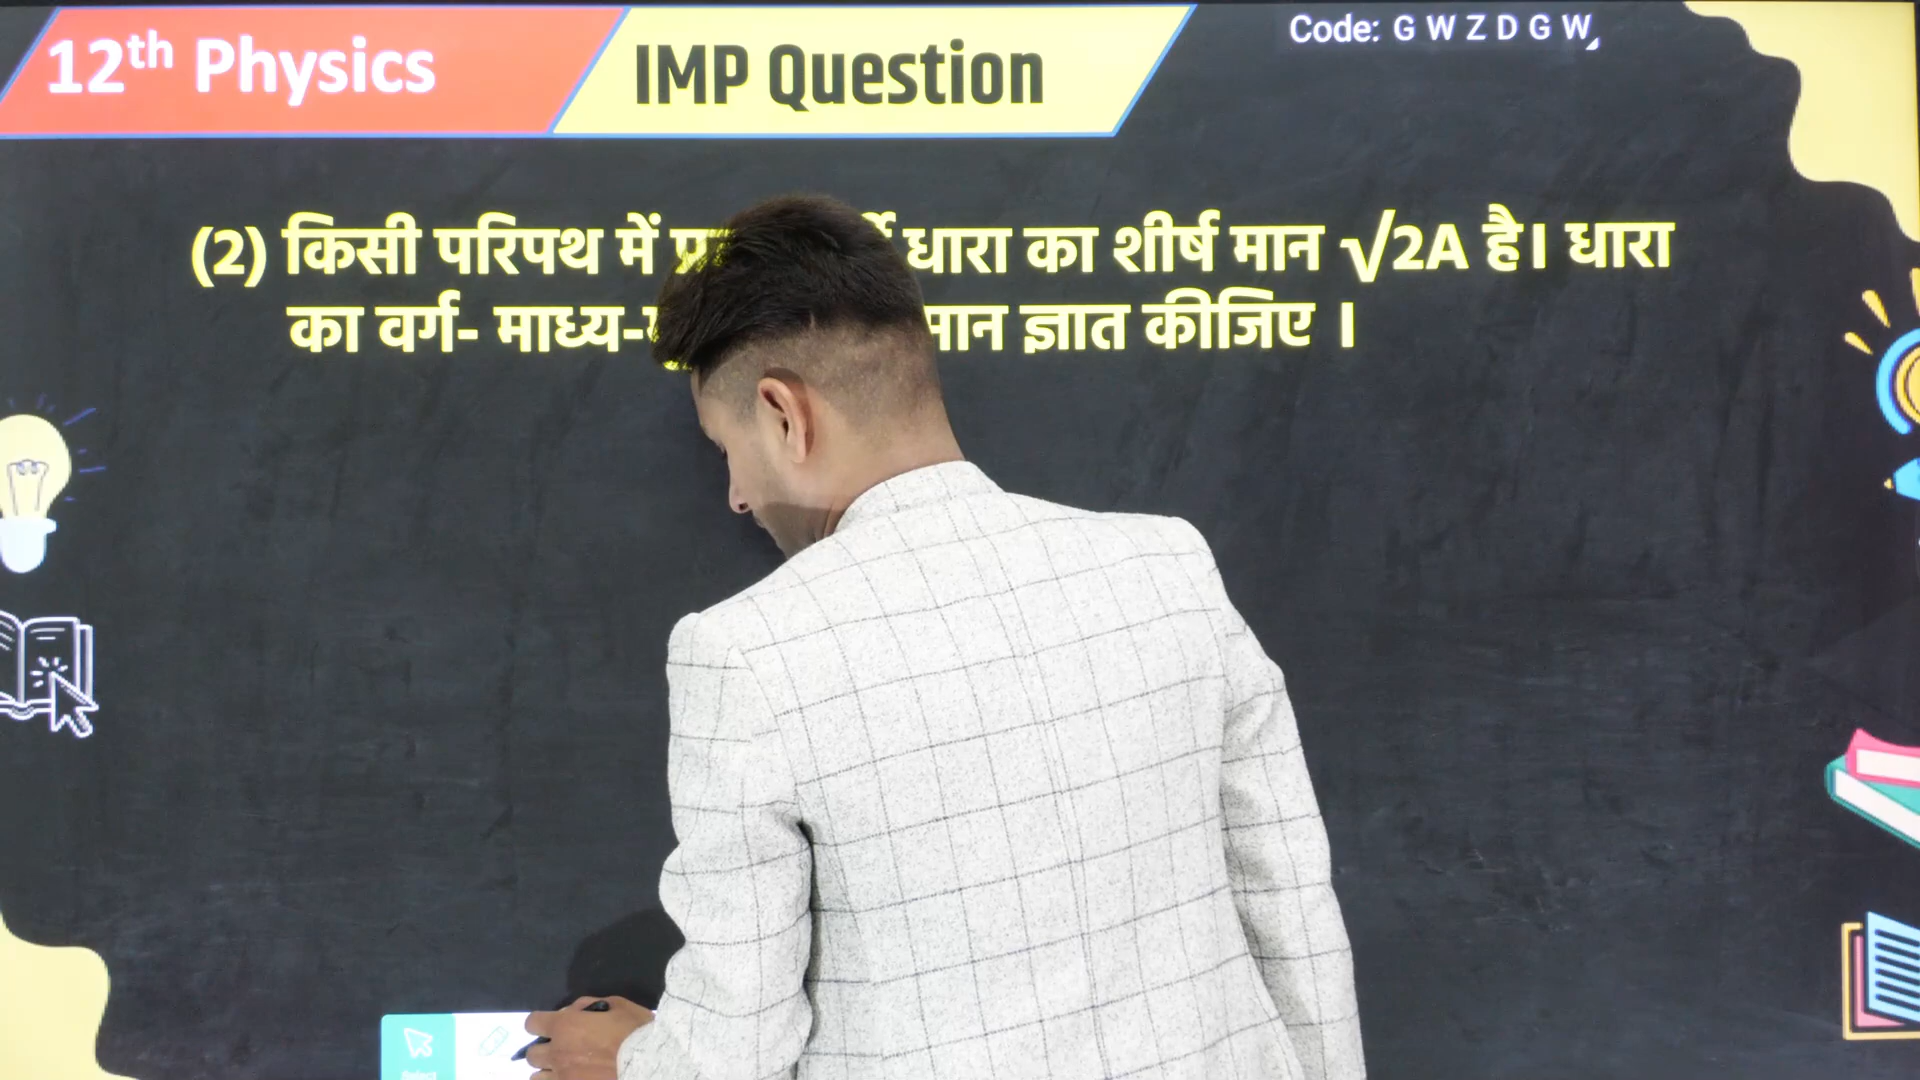 12th Physics
IMP Question
Code: G W Z D G W
(2) किसी परिपथ में धारा का शीर्ष मान √2A है। धारा
का वर्ग- माध्य- मान ज्ञात कीजिए ।